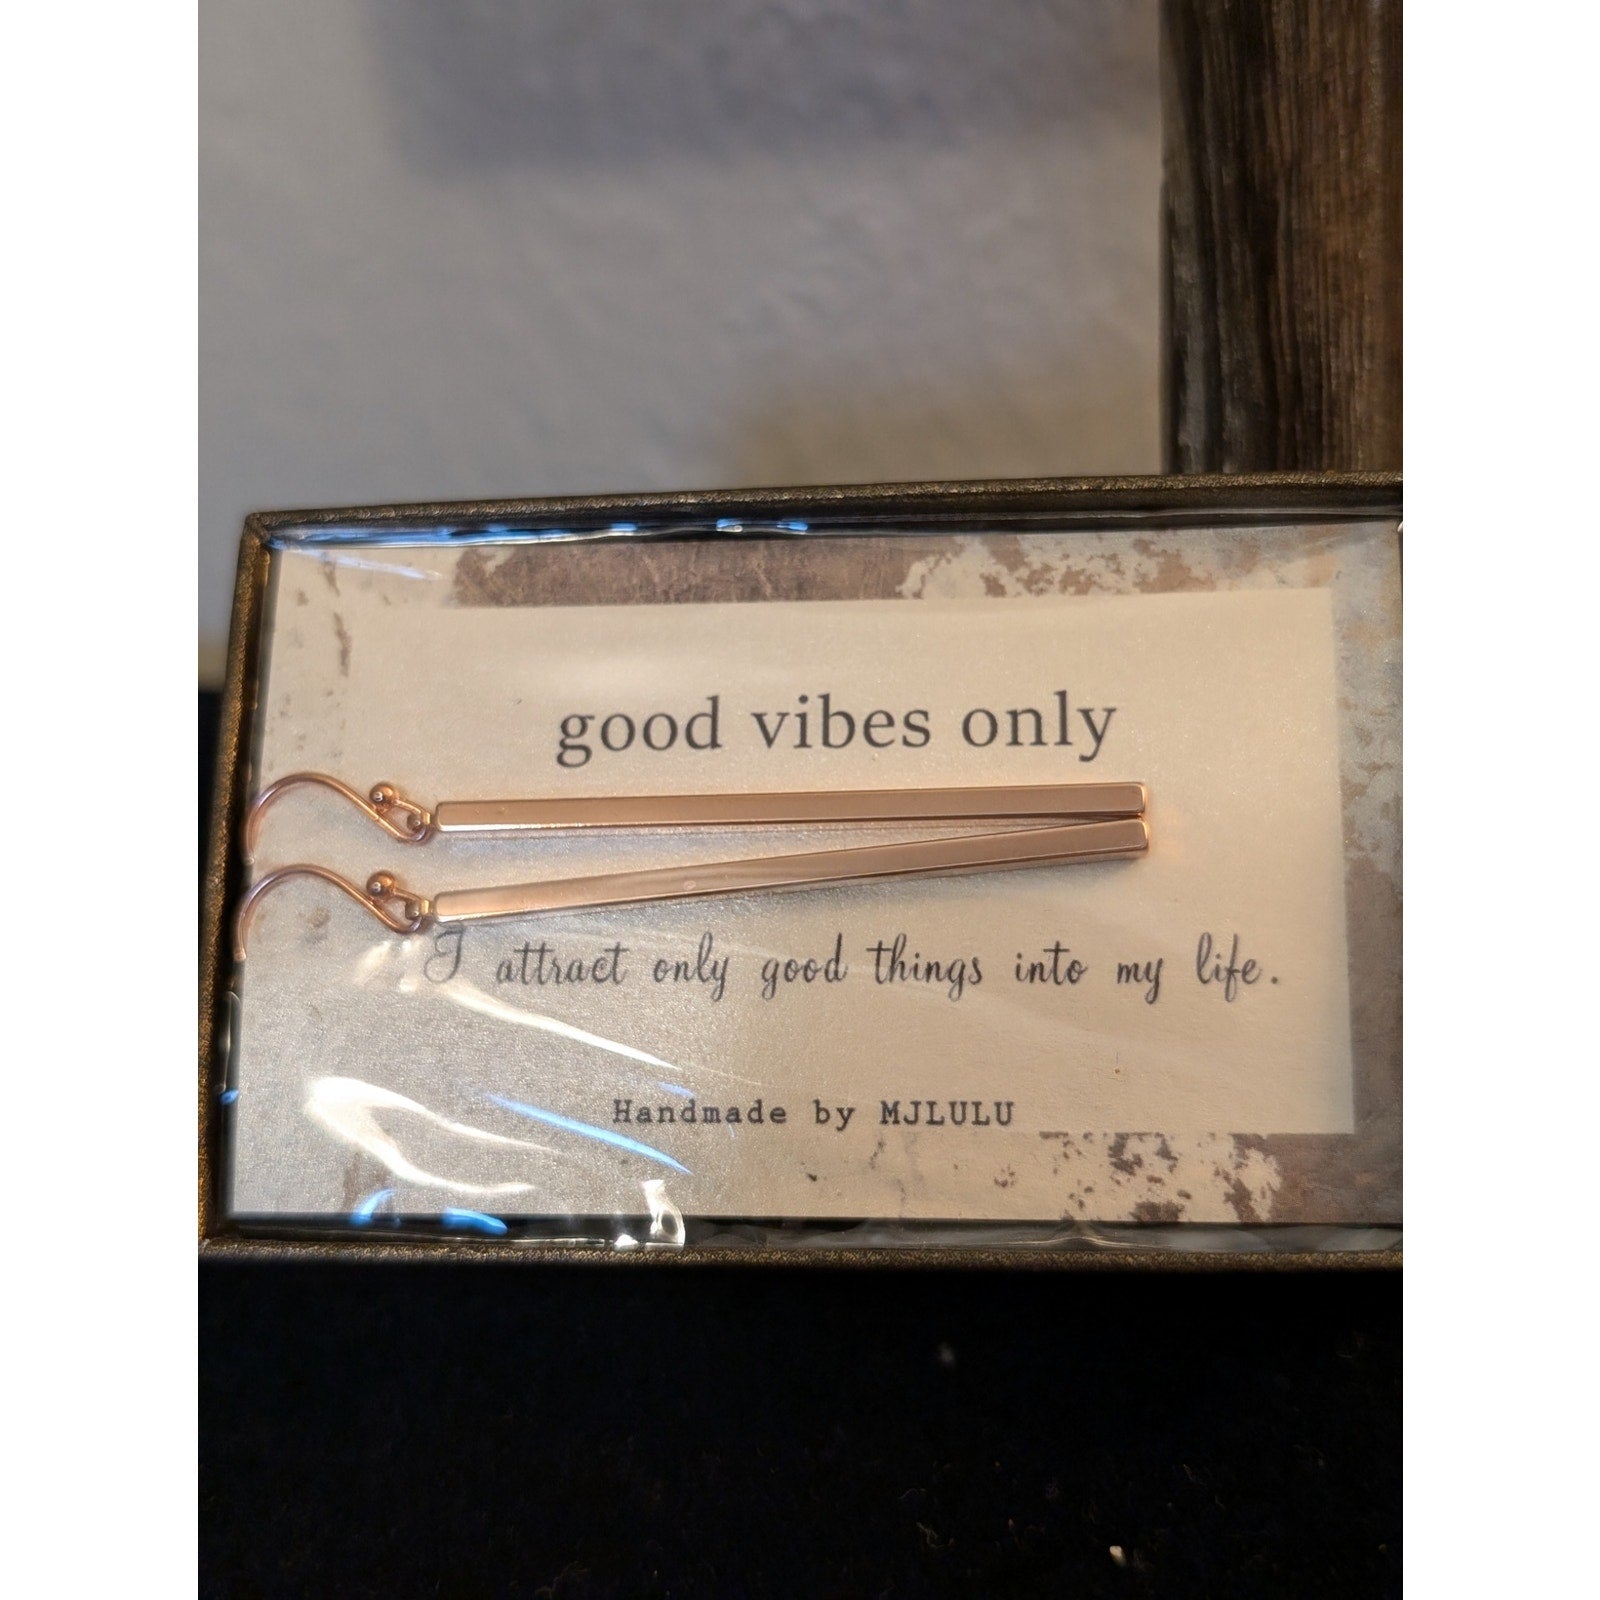 good vibes only
I attract only good things into my life.
Handmade by MJLULU